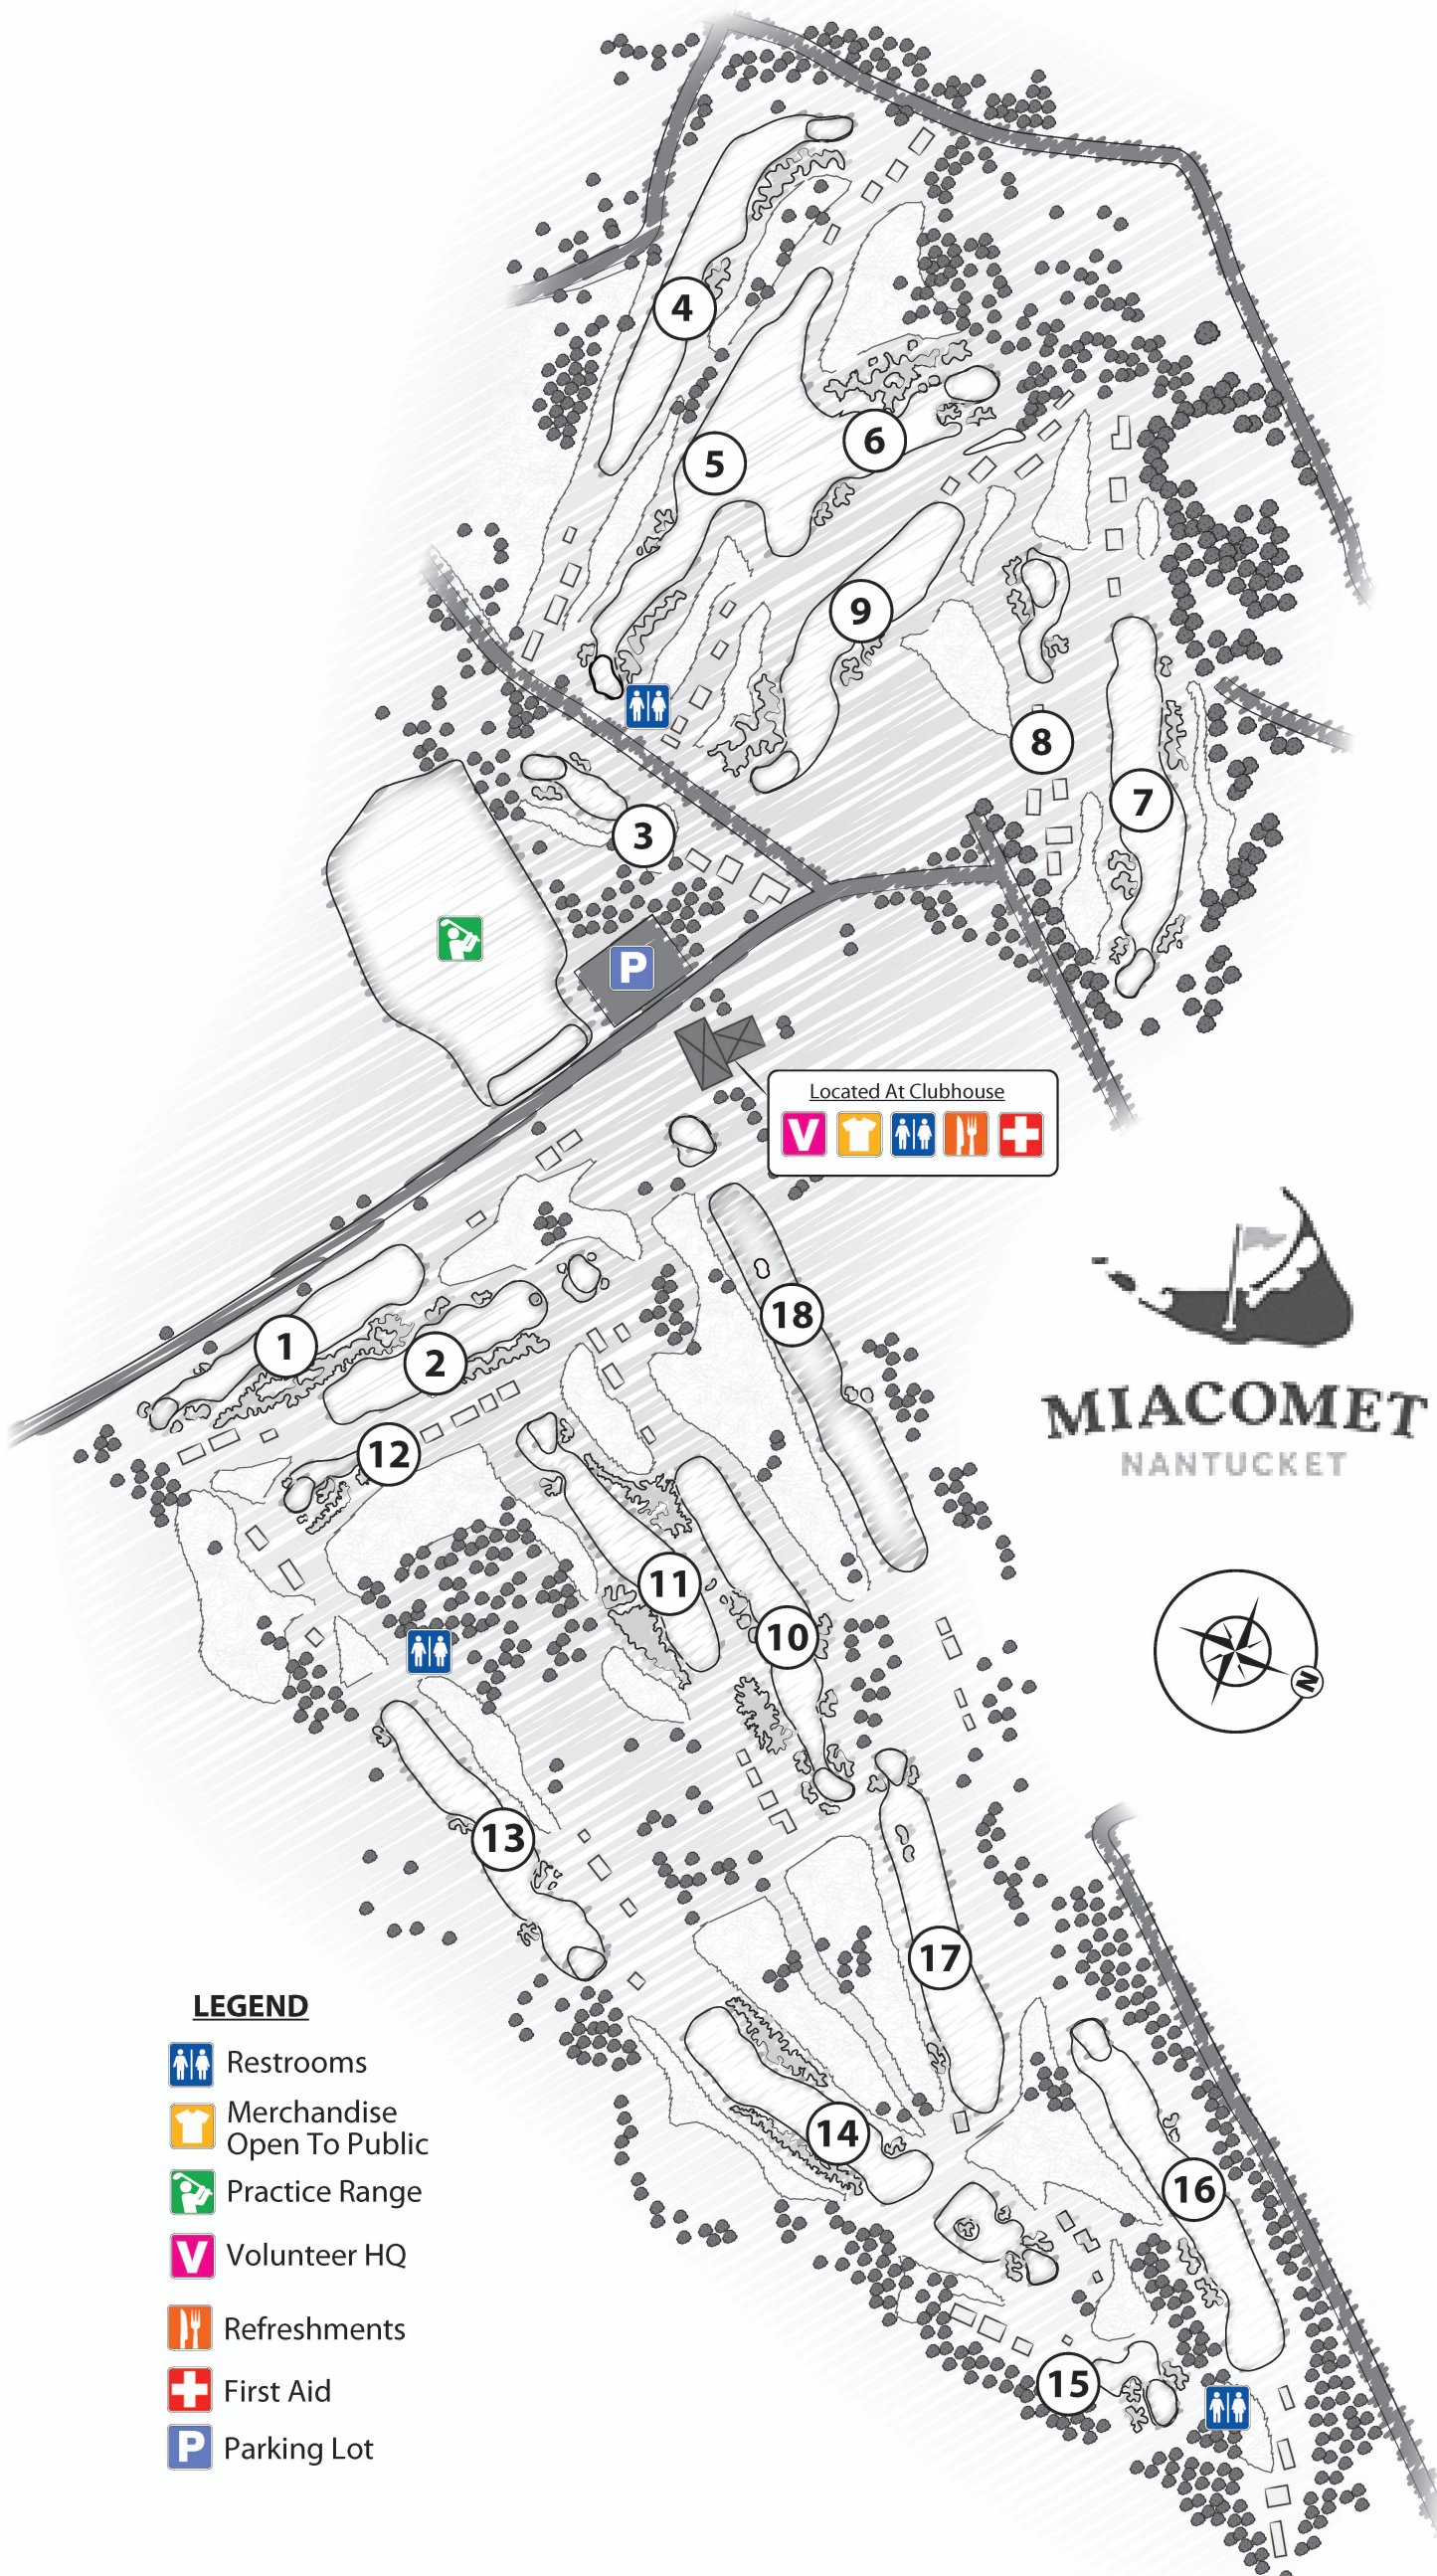 4
6
5
9
8
7
3
P
Located At Clubhouse
V
18
1
2
MIACOMET
NANTUCKET
12
11
10
N
13
17
LEGEND
Restrooms
Merchandise
Open To Public
Practice Range
V
Volunteer HQ
Refreshments
First Aid
P
Parking Lot
14
16
15